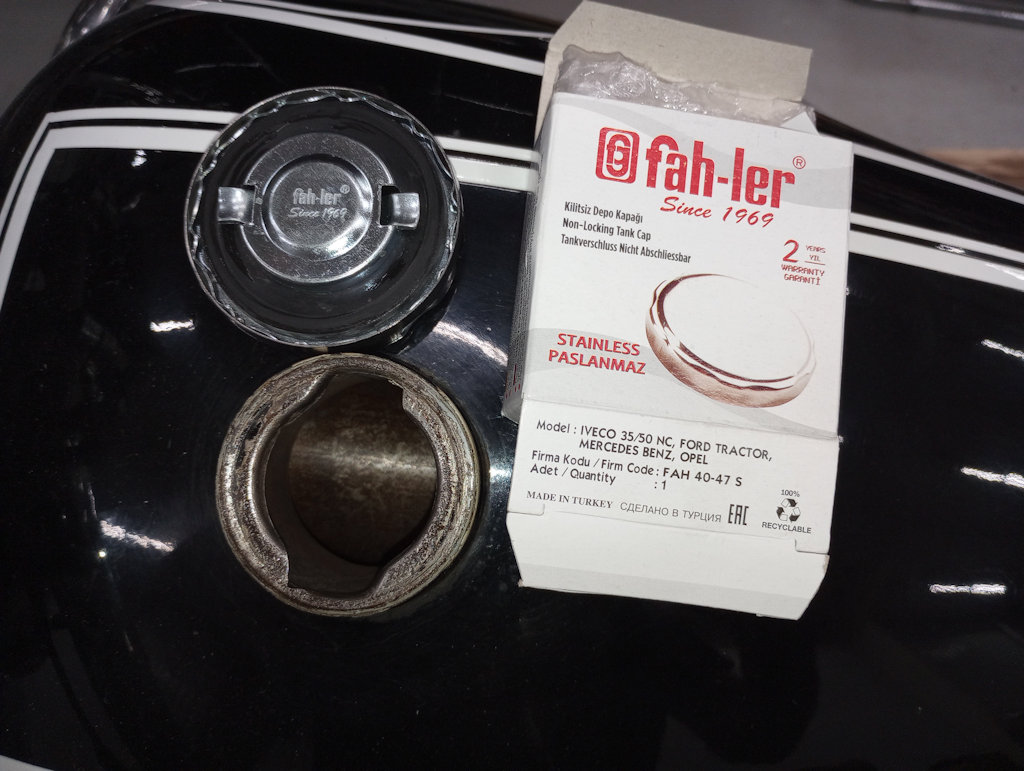 fah-ler®
Since 1969
fah-ler®
Since 1969
Kilitsiz Depo Kapağı
Non-Locking Tank Cap
Tankverschluss Nicht Abschliessbar
2 YEARS
YIL
WARRANTY
GARANTİ
STAINLESS
PASLANMAZ
Model : IVECO 35/50 NC, FORD TRACTOR,
MERCEDES BENZ, OPEL
Firma Kodu / Firm Code : FAH 40-47 S
Adet / Quantity : 1
MADE IN TURKEY СДЕЛАНО В ТУРЦИЯ EAC
100%
RECYCLABLE